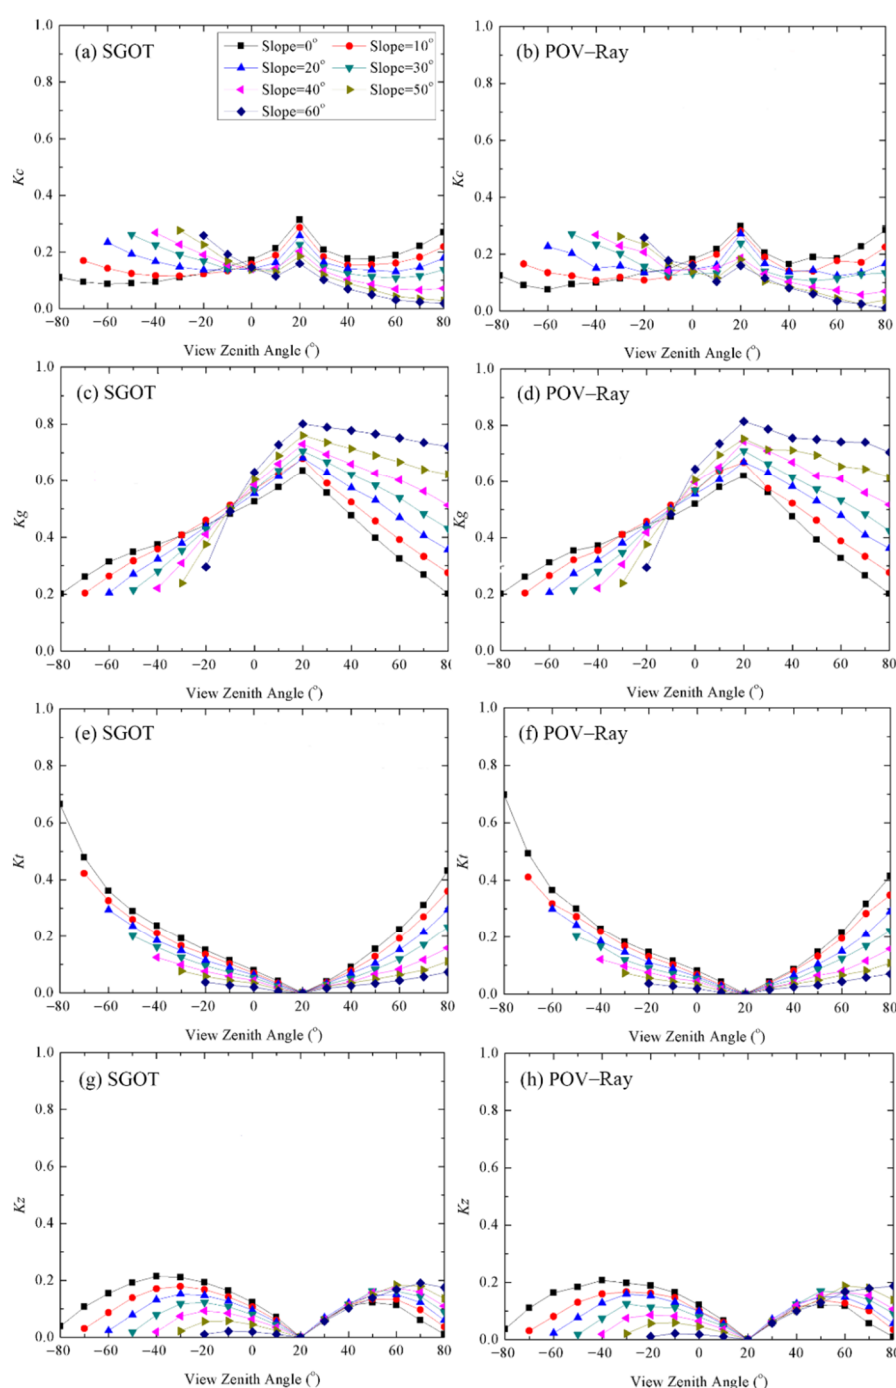 (a) SGOT
Slope=0° Slope=10°
Slope=20° Slope=30°
Slope=40° Slope=50°
Slope=60°
1.0
0.8
0.6
0.4
0.2
0.0
Kc
−80 −60 −40 −20 0 20 40 60 80
View Zenith Angle (°)
(b) POV−Ray
1.0
0.8
0.6
0.4
0.2
0.0
Kc
−80 −60 −40 −20 0 20 40 60 80
View Zenith Angle (°)
(c) SGOT
1.0
0.8
0.6
0.4
0.2
0.0
Kg
−80 −60 −40 −20 0 20 40 60 80
View Zenith Angle (°)
(d) POV−Ray
1.0
0.8
0.6
0.4
0.2
0.0
Kg
−80 −60 −40 −20 0 20 40 60 80
View Zenith Angle (°)
(e) SGOT
1.0
0.8
0.6
0.4
0.2
0.0
Kt
−80 −60 −40 −20 0 20 40 60 80
View Zenith Angle (°)
(f) POV−Ray
1.0
0.8
0.6
0.4
0.2
0.0
Kt
−80 −60 −40 −20 0 20 40 60 80
View Zenith Angle (°)
(g) SGOT
1.0
0.8
0.6
0.4
0.2
0.0
Kz
−80 −60 −40 −20 0 20 40 60 80
View Zenith Angle (°)
(h) POV−Ray
1.0
0.8
0.6
0.4
0.2
0.0
Kz
−80 −60 −40 −20 0 20 40 60 80
View Zenith Angle (°)